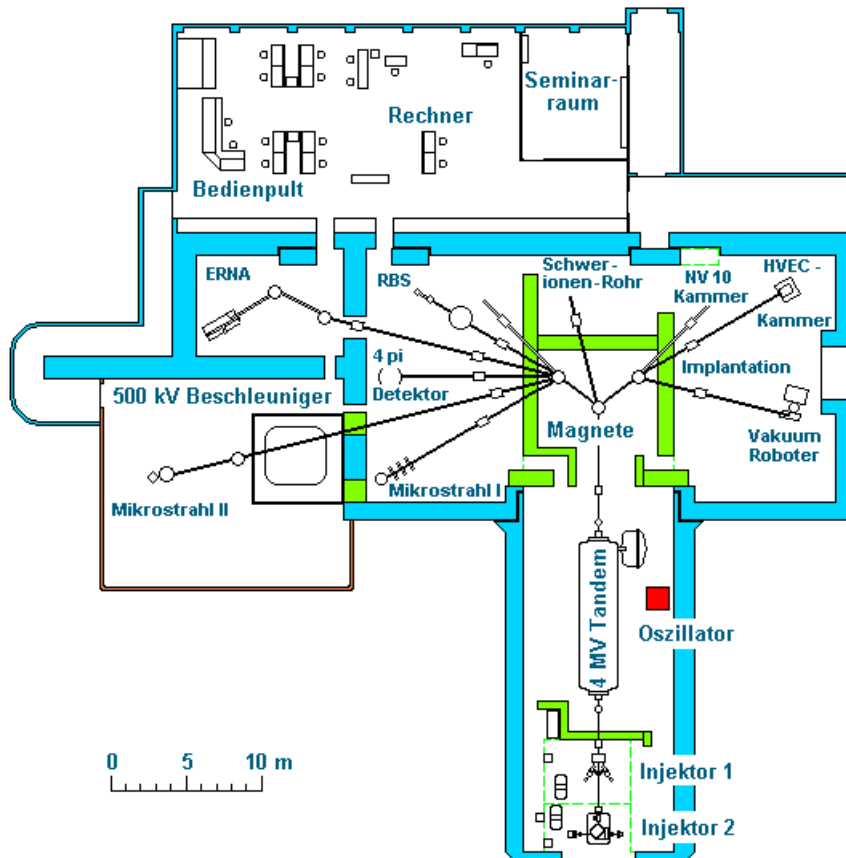 Seminar-
raum
Rechner
Bedienpult
ERNA
RBS
Schwer-
ionen-Rohr
NV 10
Kammer
HVEC -
Kammer
4 pi
Detektor
Implantation
500 kV Beschleuniger
Magnete
Vakuum
Roboter
Mikrostrahl I
Mikrostrahl II
4 MV Tandem
Oszillator
0 5 10 m
Injektor 1
Injektor 2